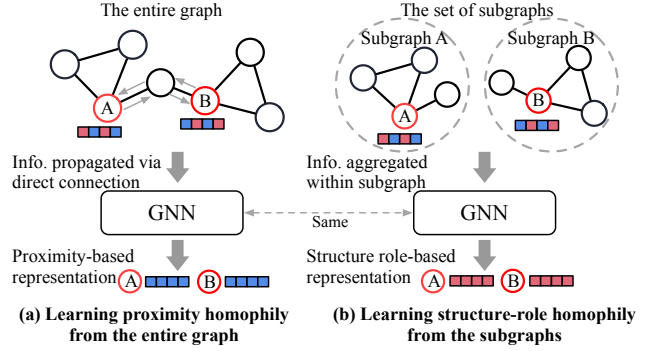 The entire graph
A
B
Info. propagated via
direct connection
GNN
Proximity-based
representation A B
(a) Learning proximity homophily
from the entire graph
Same
The set of subgraphs
Subgraph A
Subgraph B
A
B
Info. aggregated
within subgraph
GNN
Structure role-based
representation A B
(b) Learning structure-role homophily
from the subgraphs